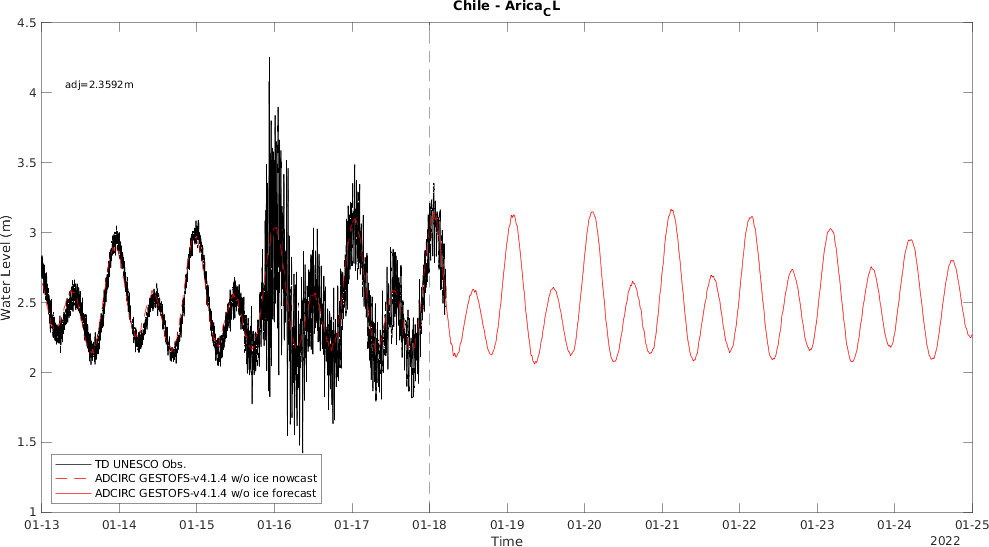 Chile - AricaCL
4.5
4
3.5
3
2.5
2
1.5
1
Water Level (m)
adj=2.3592m
TD UNESCO Obs.
ADCIRC GESTOFS-v4.1.4 w/o ice nowcast
ADCIRC GESTOFS-v4.1.4 w/o ice forecast
01-13 01-14 01-15 01-16 01-17 01-18 01-19 01-20 01-21 01-22 01-23 01-24 01-25
Time
2022